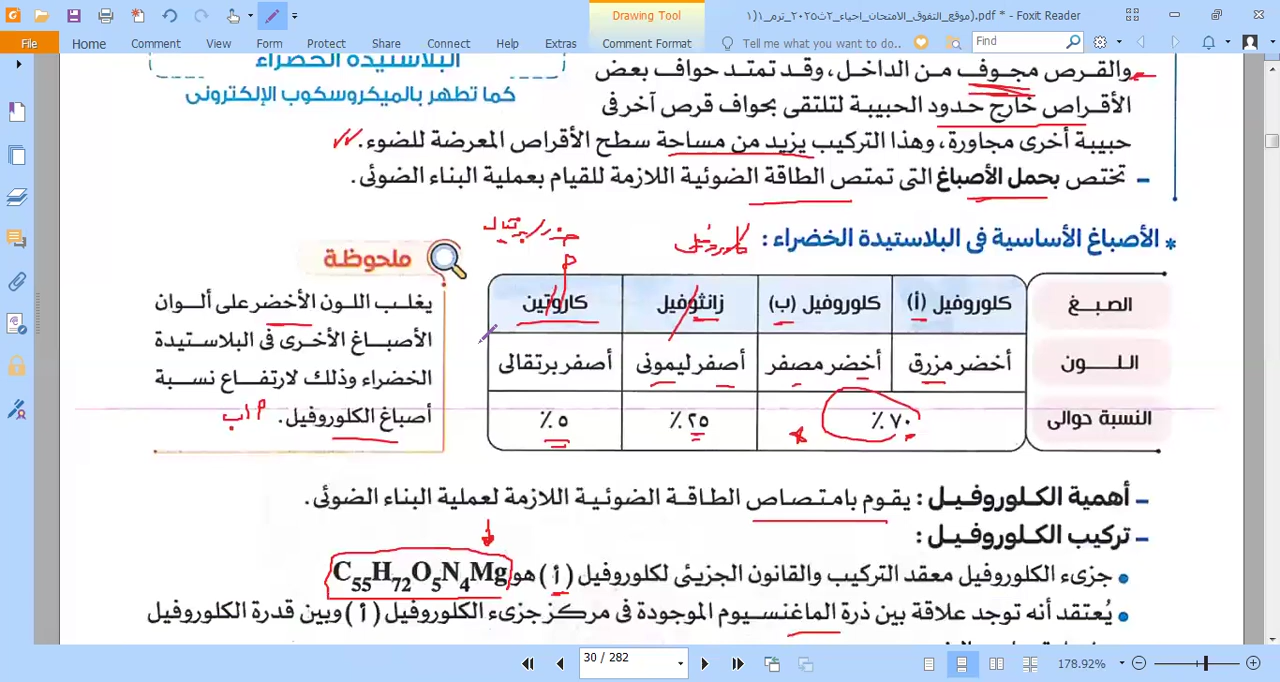 (موقع_التفوق_الامتحان_احياء_٢ث٢٠٢٥_ترم_١(١.pdf * - Foxit Reader
Drawing Tool
File Home Comment View Form Protect Share Connect Help Extras Comment Format Tell me what you want to do.. Find
البلاستيدة الخضراء
كما تظهر بالميكروسكوب الإلكترونى
والقرص مجوف من الداخل، وقد تمتد حواف بعض
الأقراص خارج حدود الحبيبة لتلتقى بحواف قرص آخر فى
حبيبة أخرى مجاورة، وهذا التركيب يزيد من مساحة سطح الأقراص المعرضة للضوء.
– تختص بحمل الأصباغ التى تمتص الطاقة الضوئية اللازمة للقيام بعملية البناء الضوئى.
* الأصباغ الأساسية فى البلاستيدة الخضراء :
الصبغ كلوروفيل (أ) كلوروفيل (ب) زانثوفيل كاروتين
اللون أخضر مزرق أخضر مصفر أصفر ليمونى أصفر برتقالى
النسبة حوالى ٧٠٪ ٢٥٪ ٥٪
ملحوظة
يغلب اللون الأخضر على ألوان
الأصباغ الأخرى فى البلاستيدة
الخضراء وذلك لارتفاع نسبة
أصباغ الكلوروفيل.
– أهمية الكلوروفيل : يقوم بامتصاص الطاقة الضوئية اللازمة لعملية البناء الضوئى.
– تركيب الكلوروفيل :
• جزىء الكلوروفيل معقد التركيب والقانون الجزيئى لكلوروفيل (أ) هو C55H72O5N4Mg
• يُعتقد أنه توجد علاقة بين ذرة الماغنسيوم الموجودة فى مركز جزىء الكلوروفيل (أ) وبين قدرة الكلوروفيل
30 / 282
178.92%